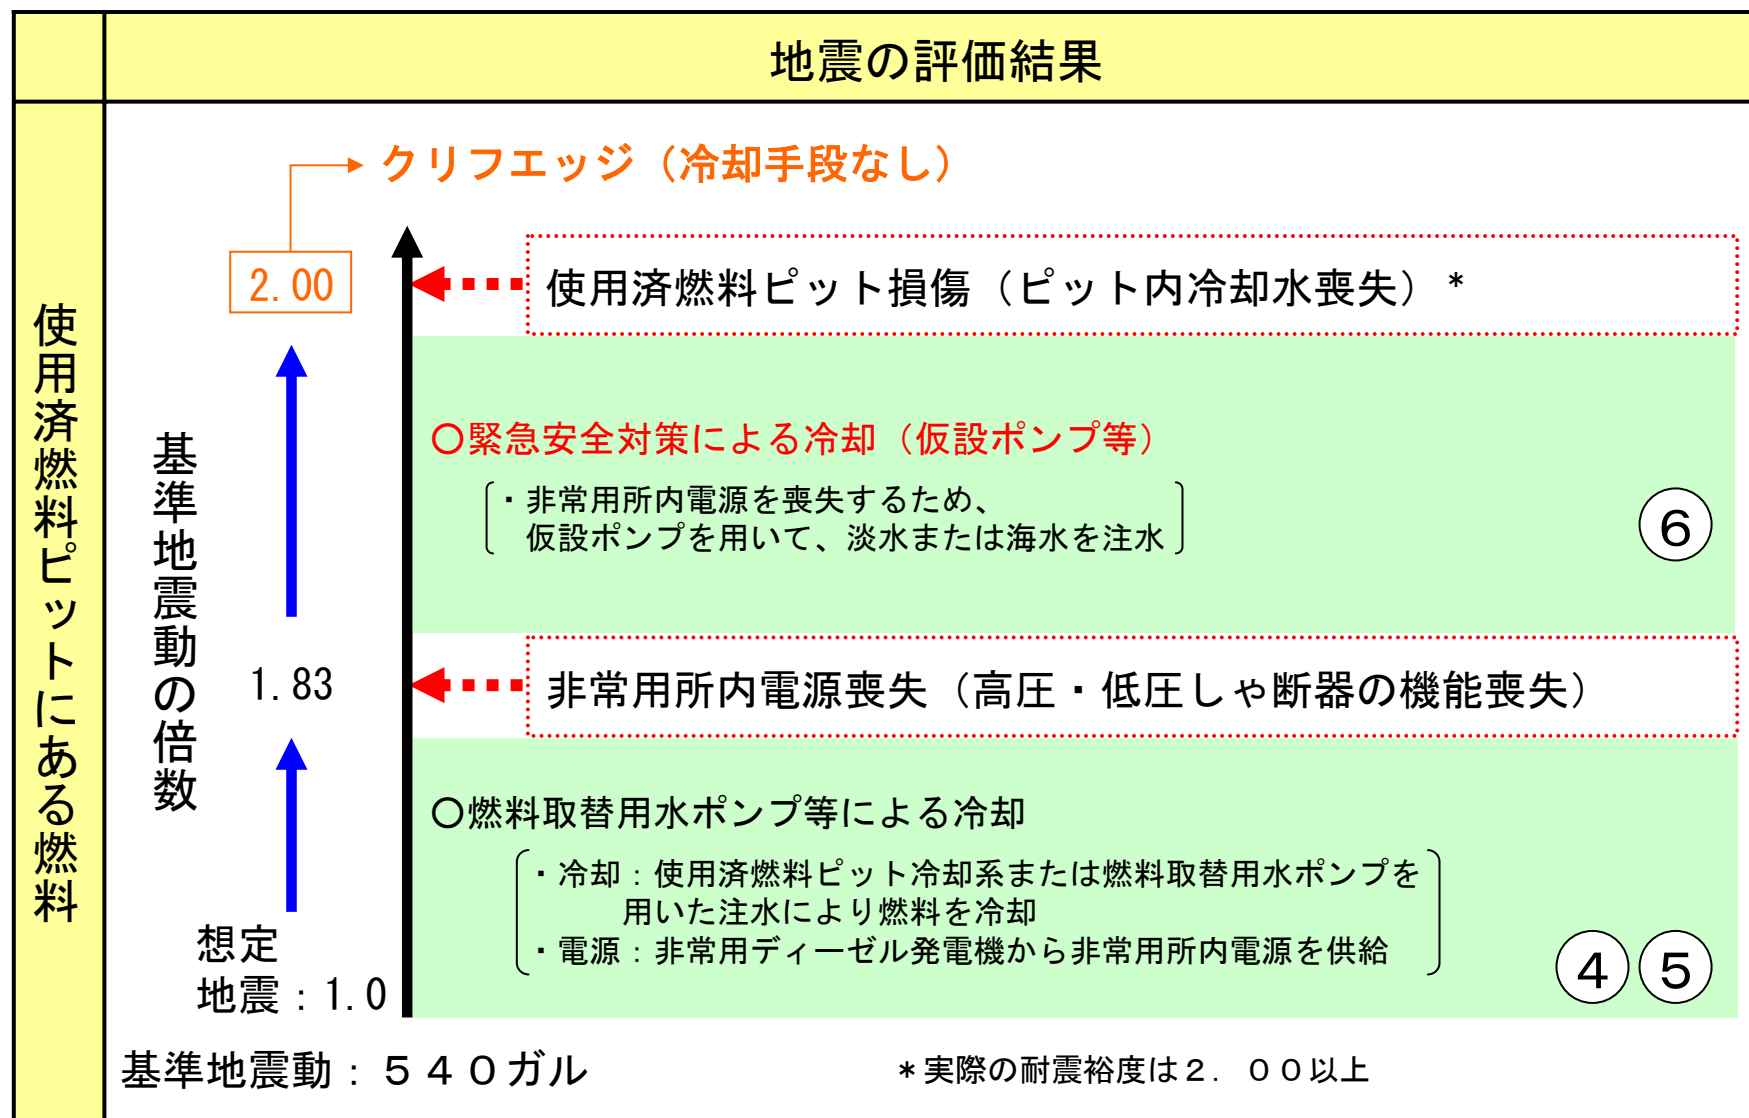 地震の評価結果
使用済燃料ピットにある燃料
クリフエッジ（冷却手段なし）
2.00
使用済燃料ピット損傷（ピット内冷却水喪失）*
基準地震動の倍数
○緊急安全対策による冷却（仮設ポンプ等）
・非常用所内電源を喪失するため、
仮設ポンプを用いて、淡水または海水を注水
⑥
1.83
非常用所内電源喪失（高圧・低圧しゃ断器の機能喪失）
○燃料取替用水ポンプ等による冷却
・冷却：使用済燃料ピット冷却系または燃料取替用水ポンプを
用いた注水により燃料を冷却
・電源：非常用ディーゼル発電機から非常用所内電源を供給
④⑤
想定
地震：1.0
基準地震動：５４０ガル
*実際の耐震裕度は２．００以上